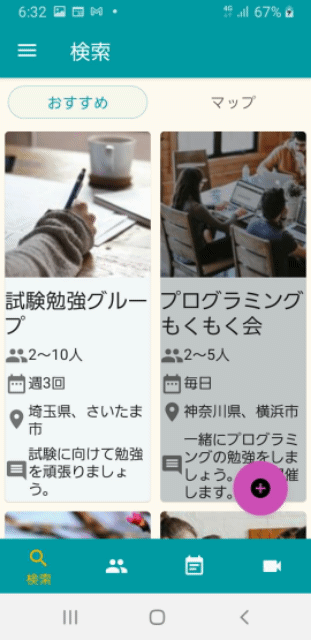 6:32
4G
67%
検索
おすすめ
マップ
試験勉強グルー
プ
2〜10人
週3回
埼玉県、さいたま
市
試験に向けて勉強
を頑張りましょ
う。
プログラミング
もくもく会
2〜5人
毎日
神奈川県、横浜市
一緒にプログラミ
ングの勉強をしま
しょう。
催
します。
検索